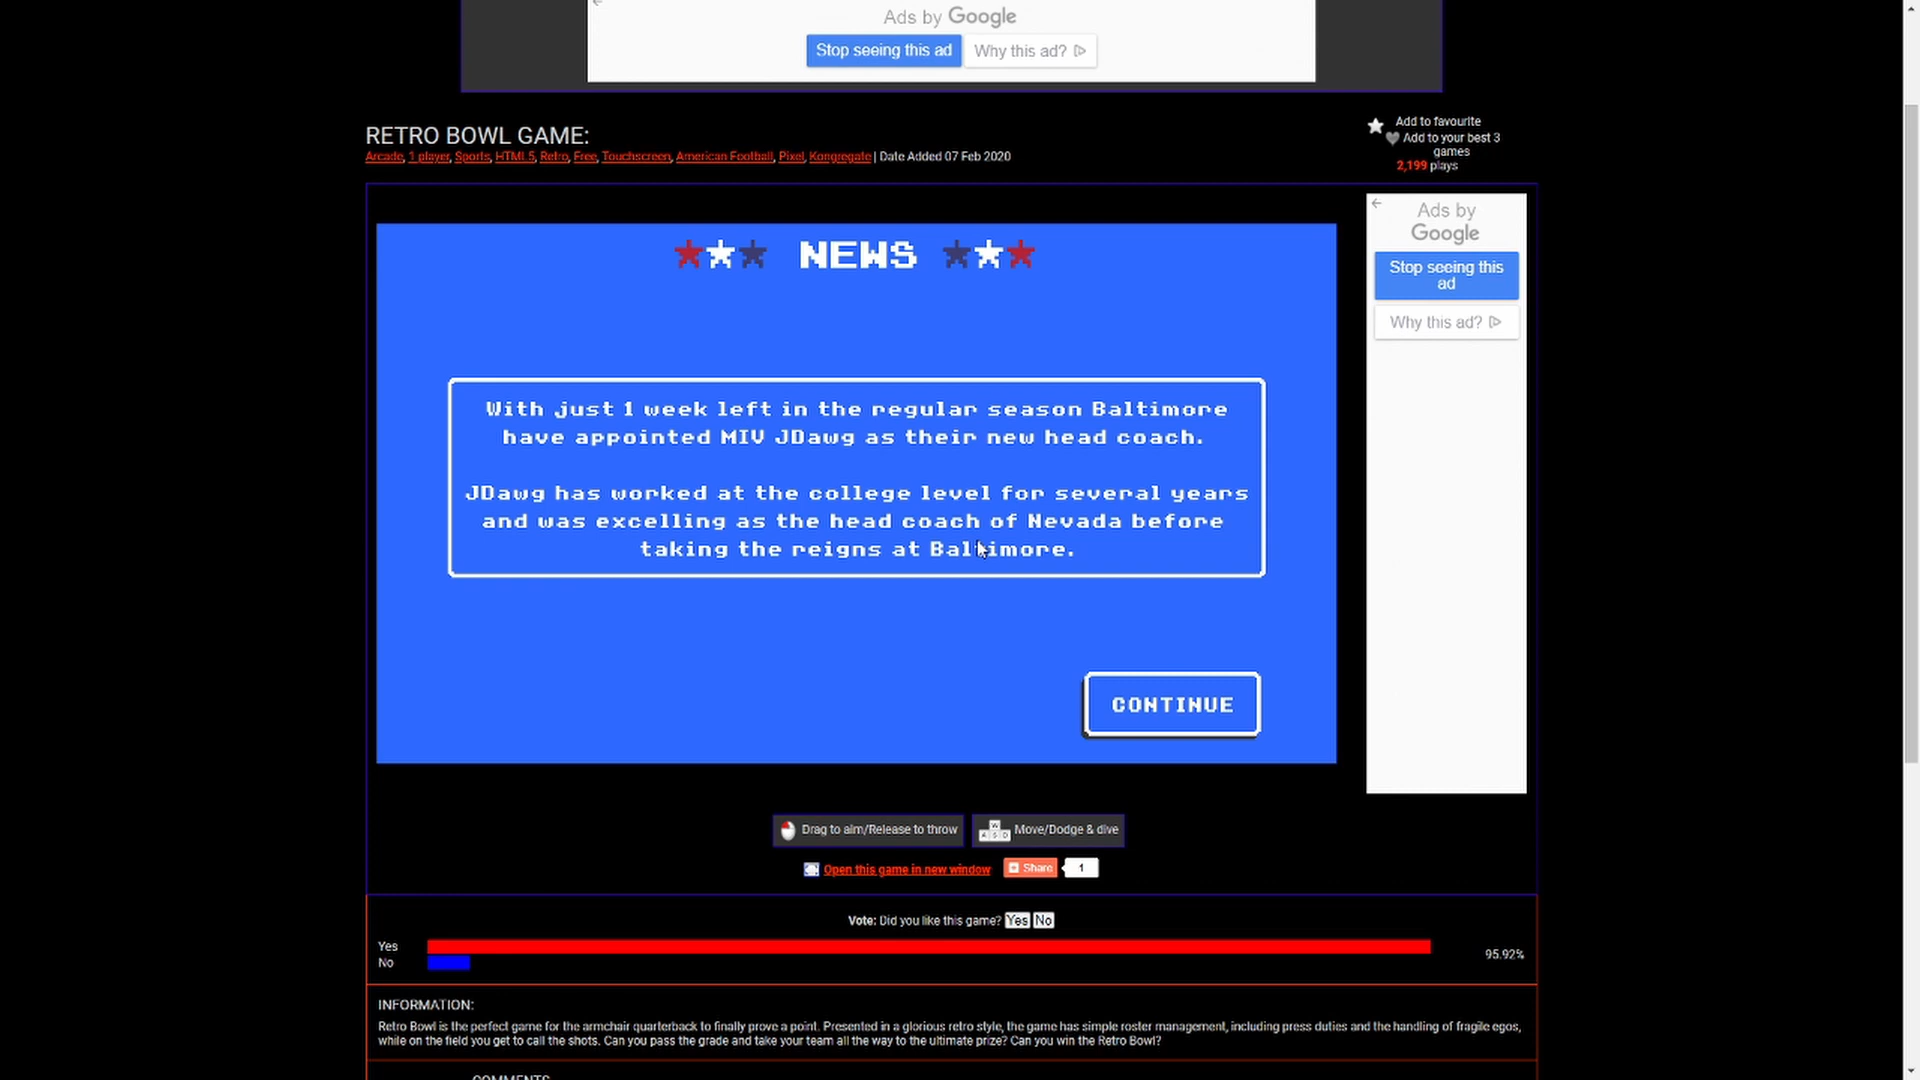 Ads by Google
Stop seeing this ad Why this ad?
RETRO BOWL GAME:
Arcade, 1 player, Sports, HTML5, Retro, Free, Touchscreen, American Football, Pixel, Kongregate | Date Added 07 Feb 2020
Add to favourite
Add to your best 3
games
2,199 plays
NEWS
With just 1 week left in the regular season Baltimore
have appointed MIV JDawg as their new head coach.
JDawg has worked at the college level for several years
and was excelling as the head coach of Nevada before
taking the reigns at Baltimore.
CONTINUE
Ads by
Google
Stop seeing this
ad
Why this ad?
Drag to aim/Release to throw
W
A S D
Move/Dodge & dive
Open this game in new window Share 1
Vote: Did you like this game? Yes No
Yes
No
95.92%
INFORMATION:
Retro Bowl is the perfect game for the armchair quarterback to finally prove a point. Presented in a glorious retro style, the game has simple roster management, including press duties and the handling of fragile egos,
while on the field you get to call the shots. Can you pass the grade and take your team all the way to the ultimate prize? Can you win the Retro Bowl?
COMMENTS